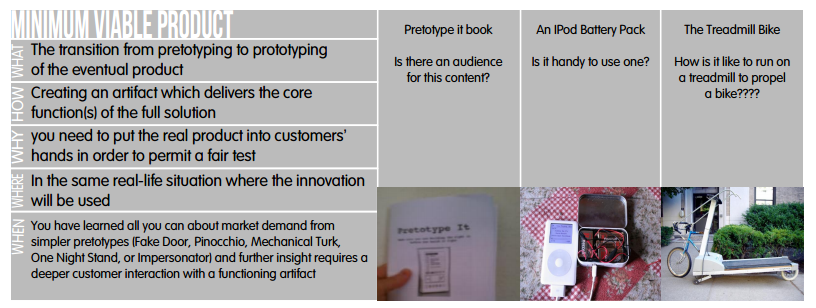 MINIMUM VIABLE PRODUCT
WHAT
The transition from pretotyping to prototyping
of the eventual product
HOW
Creating an artifact which delivers the core
function(s) of the full solution
WHY
you need to put the real product into customers'
hands in order to permit a fair test
WHERE
In the same real-life situation where the innovation
will be used
WHEN
You have learned all you can about market demand from
simpler pretotypes (Fake Door, Pinocchio, Mechanical Turk,
One Night Stand, or Impersonator) and further insight requires a
deeper customer interaction with a functioning artifact
Pretotype it book
Is there an audience
for this content?
An IPod Battery Pack
Is it handy to use one?
The Treadmill Bike
How is it like to run on
a treadmill to propel
a bike????
Pretotype It